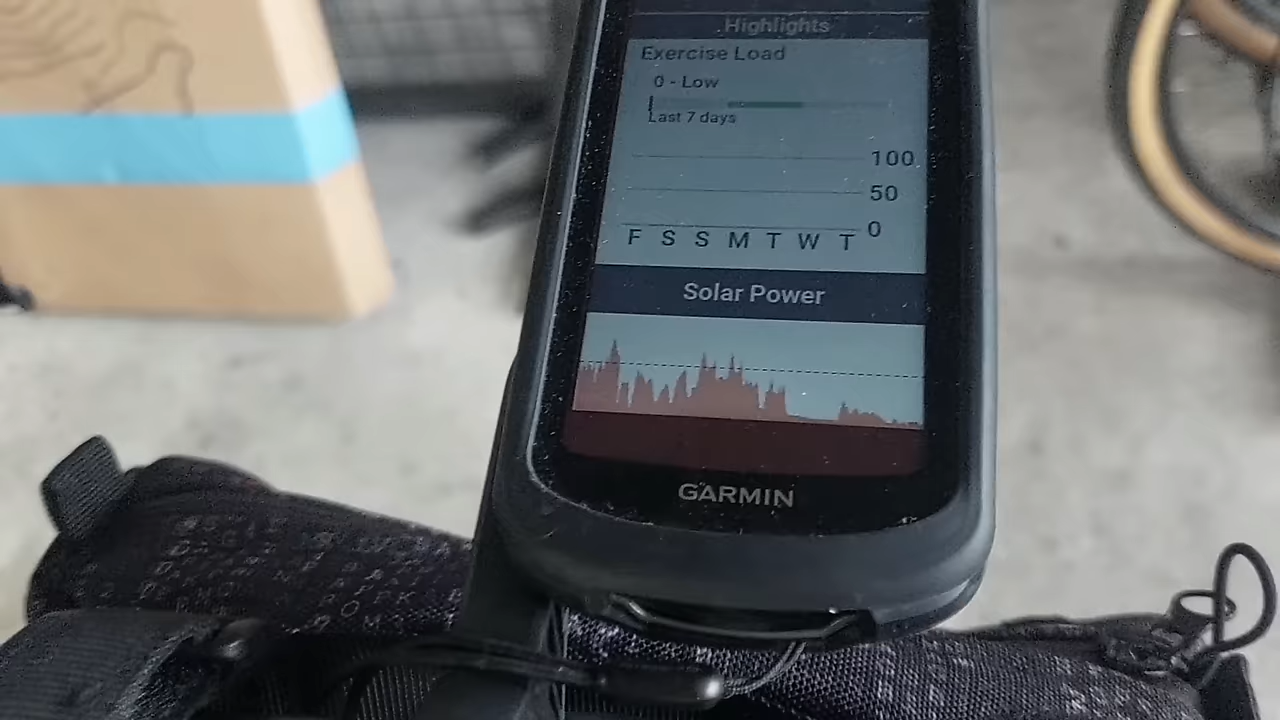 Highlights
Exercise Load
0 - Low
Last 7 days
100
50
0
F S S M T W T
Solar Power
GARMIN